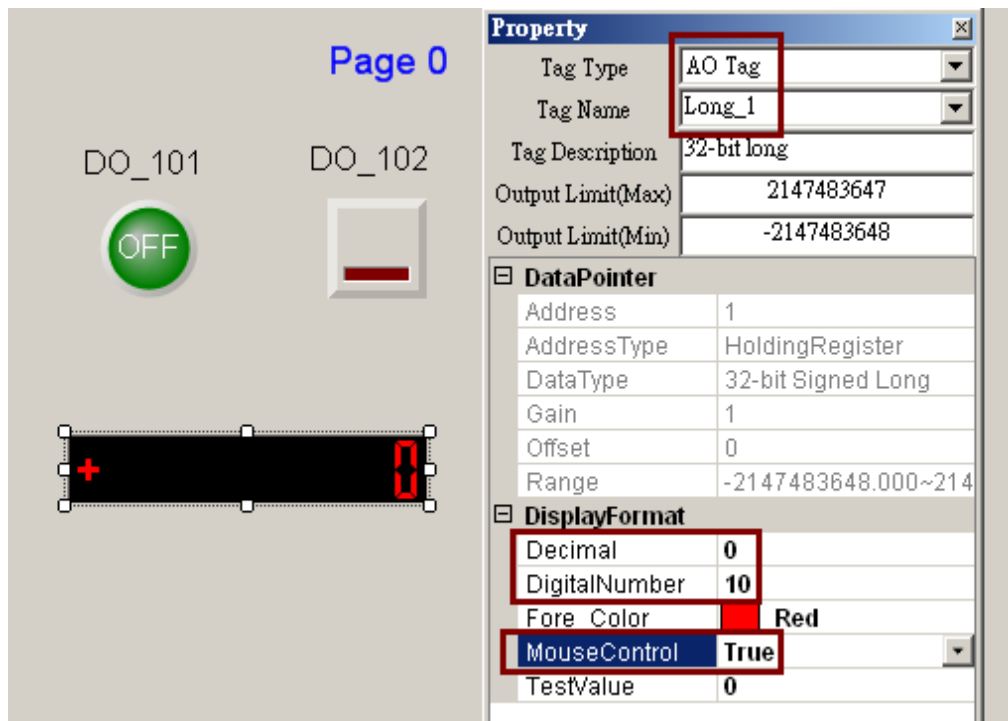 Page 0
DO_101
DO_102
OFF
+ 0
Property
Tag Type AO Tag
Tag Name Long_1
Tag Description 32-bit long
Output Limit(Max) 2147483647
Output Limit(Min) -2147483648
DataPointer
Address 1
AddressType HoldingRegister
DataType 32-bit Signed Long
Gain 1
Offset 0
Range -2147483648.000~214
DisplayFormat
Decimal 0
DigitalNumber 10
Fore_Color Red
MouseControl True
TestValue 0